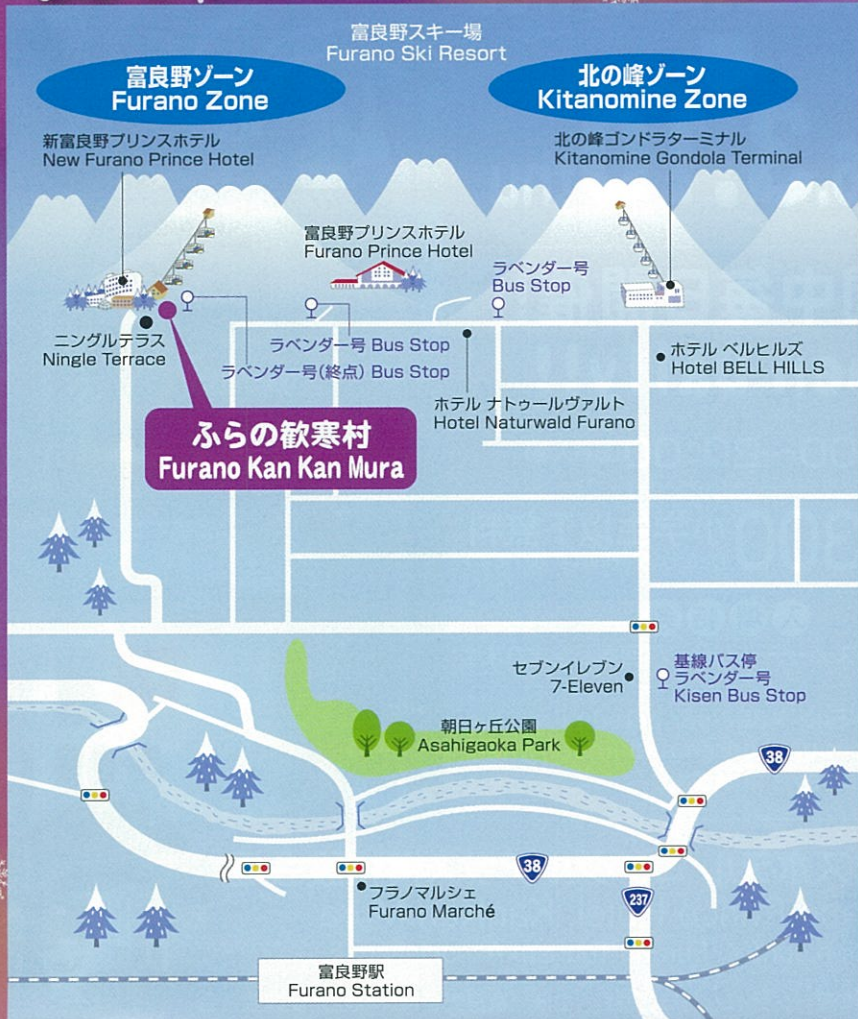 富良野スキー場
Furano Ski Resort
富良野ゾーン
Furano Zone
北の峰ゾーン
Kitanomine Zone
新富良野プリンスホテル
New Furano Prince Hotel
北の峰ゴンドラターミナル
Kitanomine Gondola Terminal
富良野プリンスホテル
Furano Prince Hotel
ラベンダー号
Bus Stop
ニングルテラス
Ningle Terrace
ラベンダー号 Bus Stop
ラベンダー号(終点) Bus Stop
ホテル ベルヒルズ
Hotel BELL HILLS
ホテル ナトゥールヴァルト
Hotel Naturwald Furano
ふらの歓寒村
Furano Kan Kan Mura
セブンイレブン
7-Eleven
基線バス停
ラベンダー号
Kisen Bus Stop
朝日ヶ丘公園
Asahigaoka Park
38
38
フラノマルシェ
Furano Marché
237
富良野駅
Furano Station